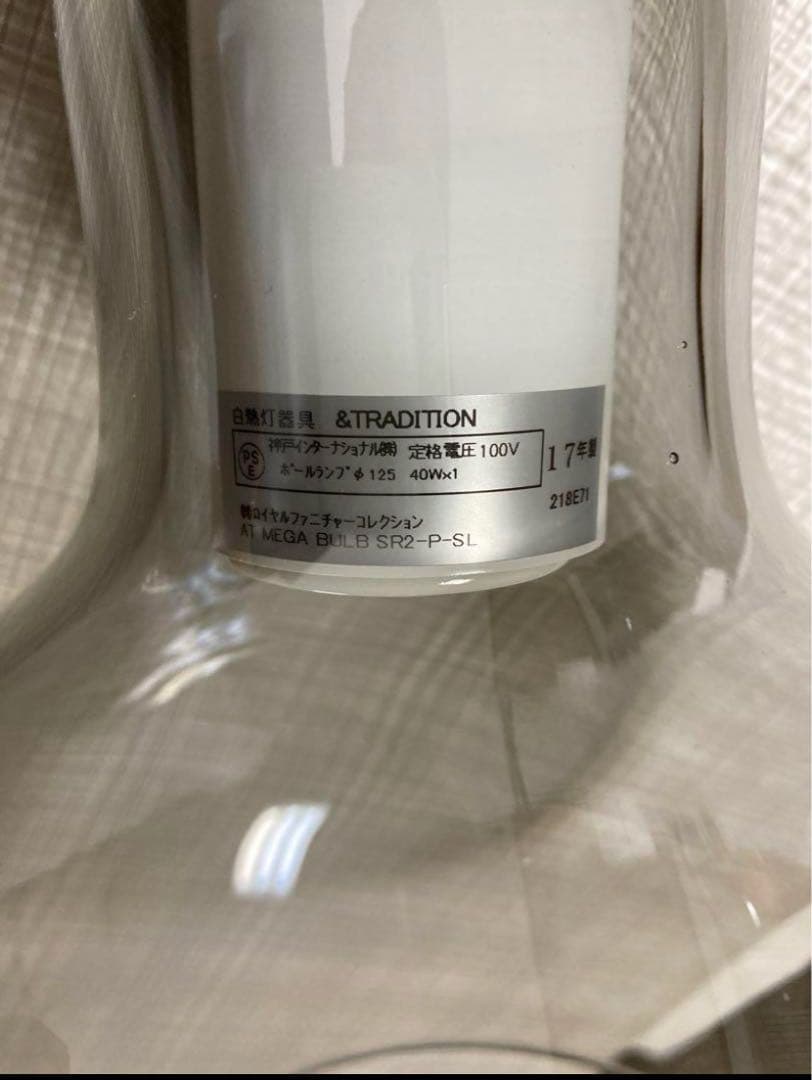 白熱灯器具 &TRADITION
PS E 神戸インターナショナル㈱ 定格電圧100V
ボールランプφ125 40W×1
17年製
218E71
㈱ロイヤルファニチャーコレクション
AT MEGA BULB SR2-P-SL